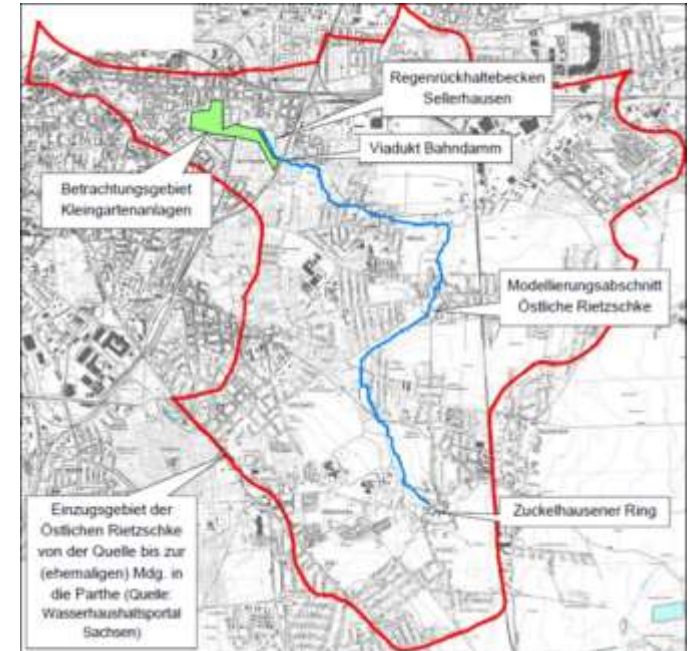 Regenrückhaltebecken
Sellerhausen
Viadukt Bahndamm
Betrachtungsgebiet
Kleingartenanlagen
Modellierungsabschnitt
Östliche Rietzschke
Einzugsgebiet der
Östlichen Rietzschke
von der Quelle bis zur
(ehemaligen) Mdg. in
die Parthe (Quelle:
Wasserhaushaltsportal
Sachsen)
Zuckelhausener Ring